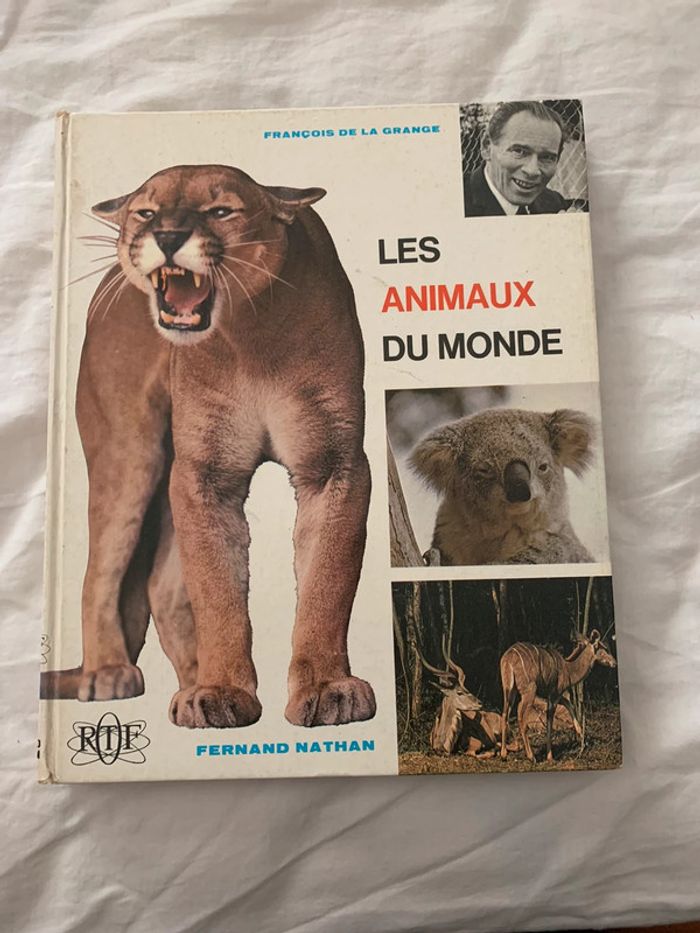 FRANÇOIS DE LA GRANGE
LES
ANIMAUX
DU MONDE
RTF
FERNAND NATHAN